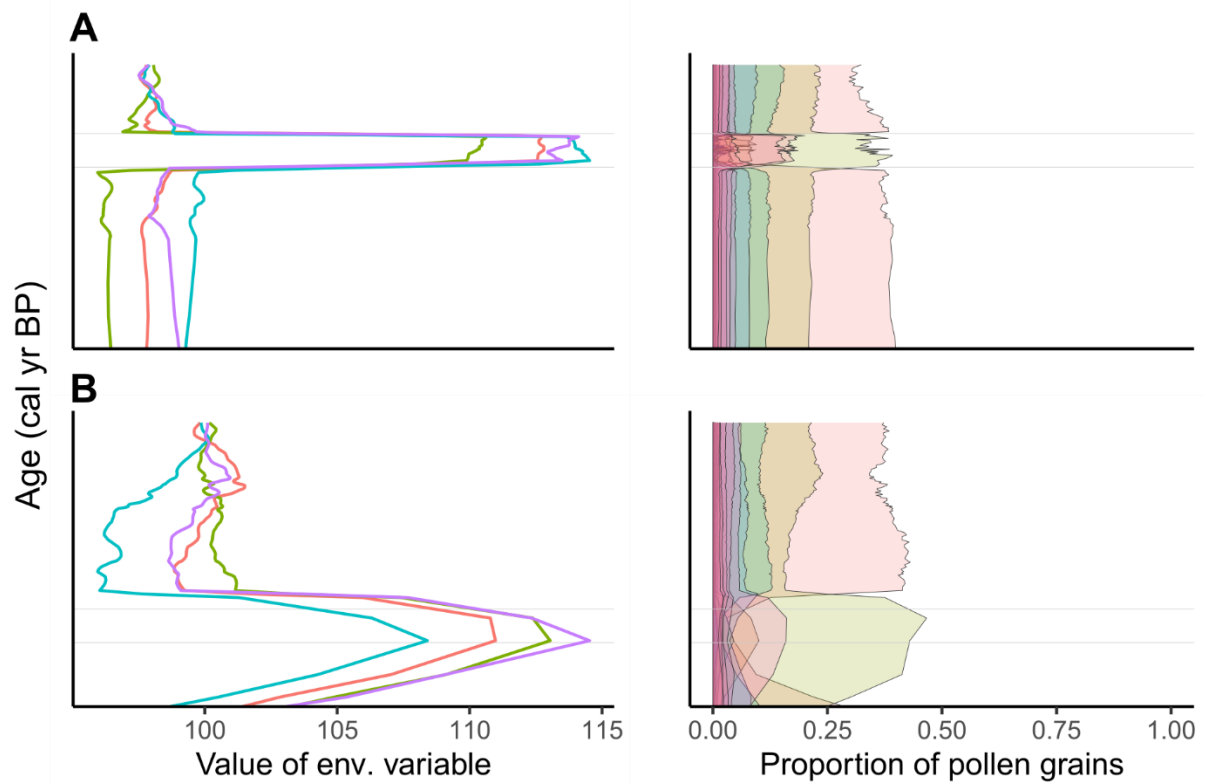 A
B
Age (cal yr BP)
100 105 110 115
Value of env. variable
0.00 0.25 0.50 0.75 1.00
Proportion of pollen grains